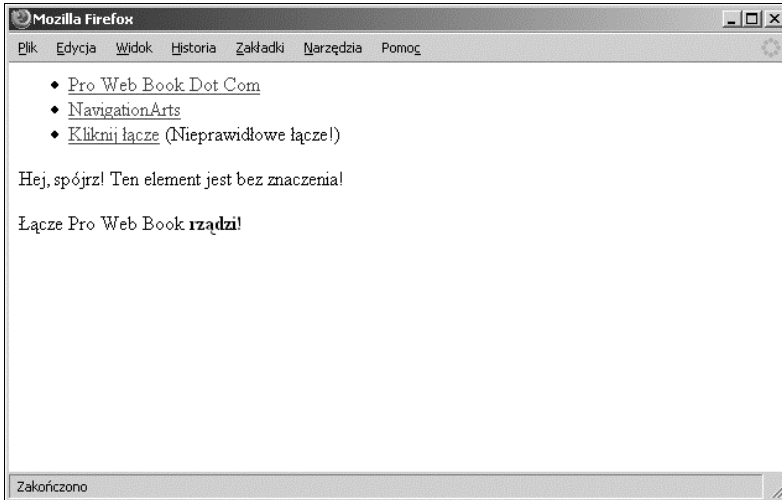 Mozilla Firefox
Plik Edycja Widok Historia Zakładki Narzędzia Pomoc
Pro Web Book Dot Com
NavigationArts
Kliknij łącze (Nieprawidłowe łącze!)
Hej, spójrz! Ten element jest bez znaczenia!
Łącze Pro Web Book rządzi!
Zakończono